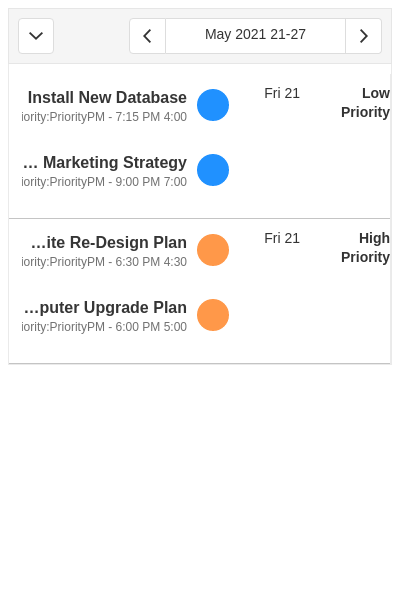 May 2021 21-27
Low
Priority
Fri 21
Install New Database
iority:PriorityPM - 7:15 PM 4:00
… Marketing Strategy
iority:PriorityPM - 9:00 PM 7:00
High
Priority
Fri 21
…ite Re-Design Plan
iority:PriorityPM - 6:30 PM 4:30
…puter Upgrade Plan
iority:PriorityPM - 6:00 PM 5:00